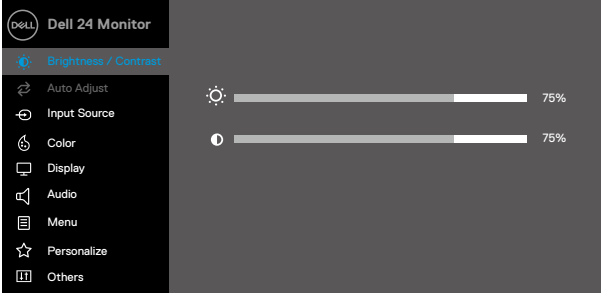 DELL Dell 24 Monitor
Brightness / Contrast
Auto Adjust
Input Source
Color
Display
Audio
Menu
Personalize
Others
75%
75%